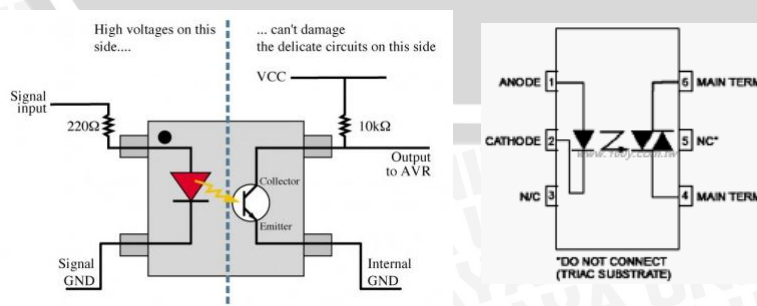 High voltages on this
side....
... can't damage
the delicate circuits on this side
VCC
Signal
input
220Ω
10kΩ
Output
to AVR
Collector
Emitter
Signal
GND
Internal
GND
ANODE 1
6 MAIN TERM
CATHODE 2
5 NC*
N/C 3
4 MAIN TERM
*DO NOT CONNECT
(TRIAC SUBSTRATE)